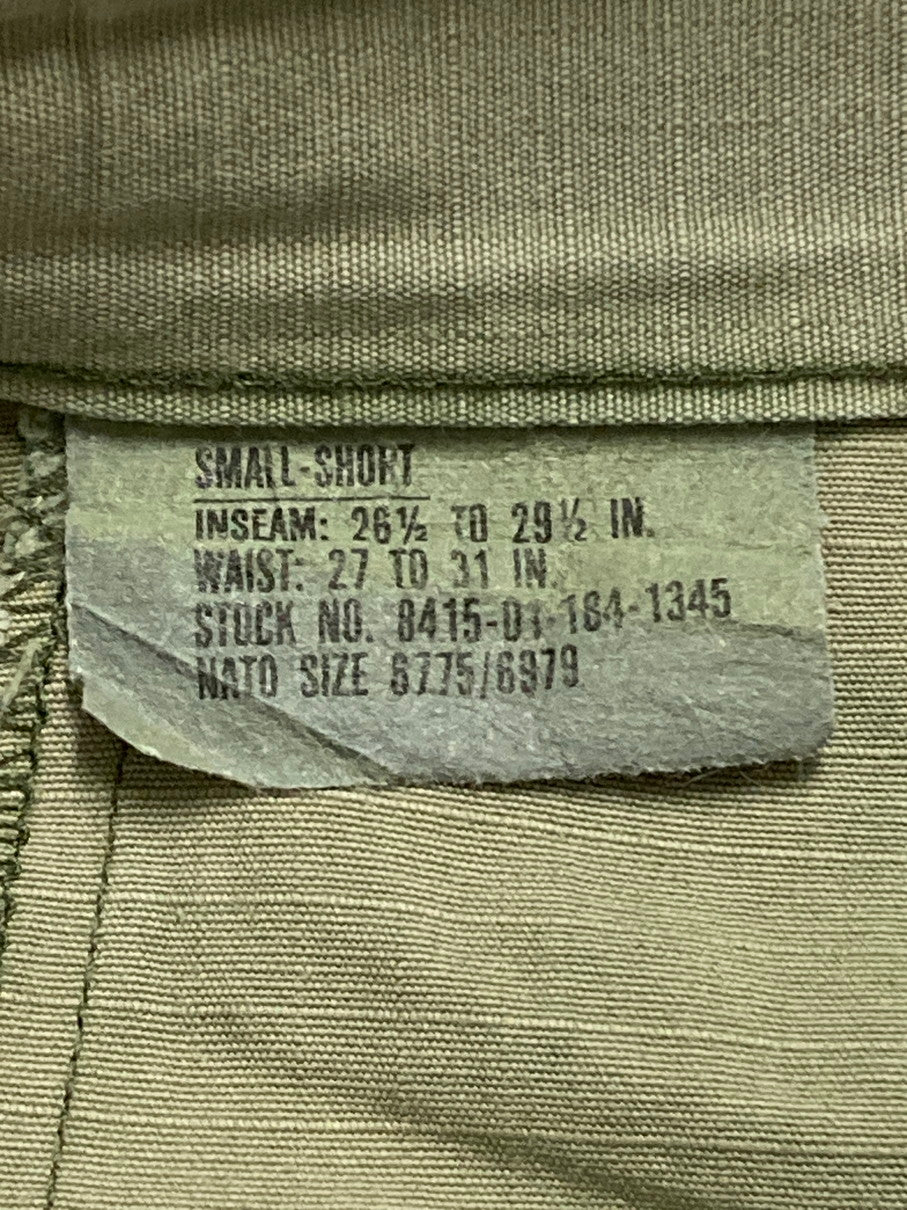 SMALL-SHORT
INSEAM: 26½ TO 29½ IN.
WAIST: 27 TO 31 IN.
STOCK NO. 8415-01-184-1345
NATO SIZE 6775/6979